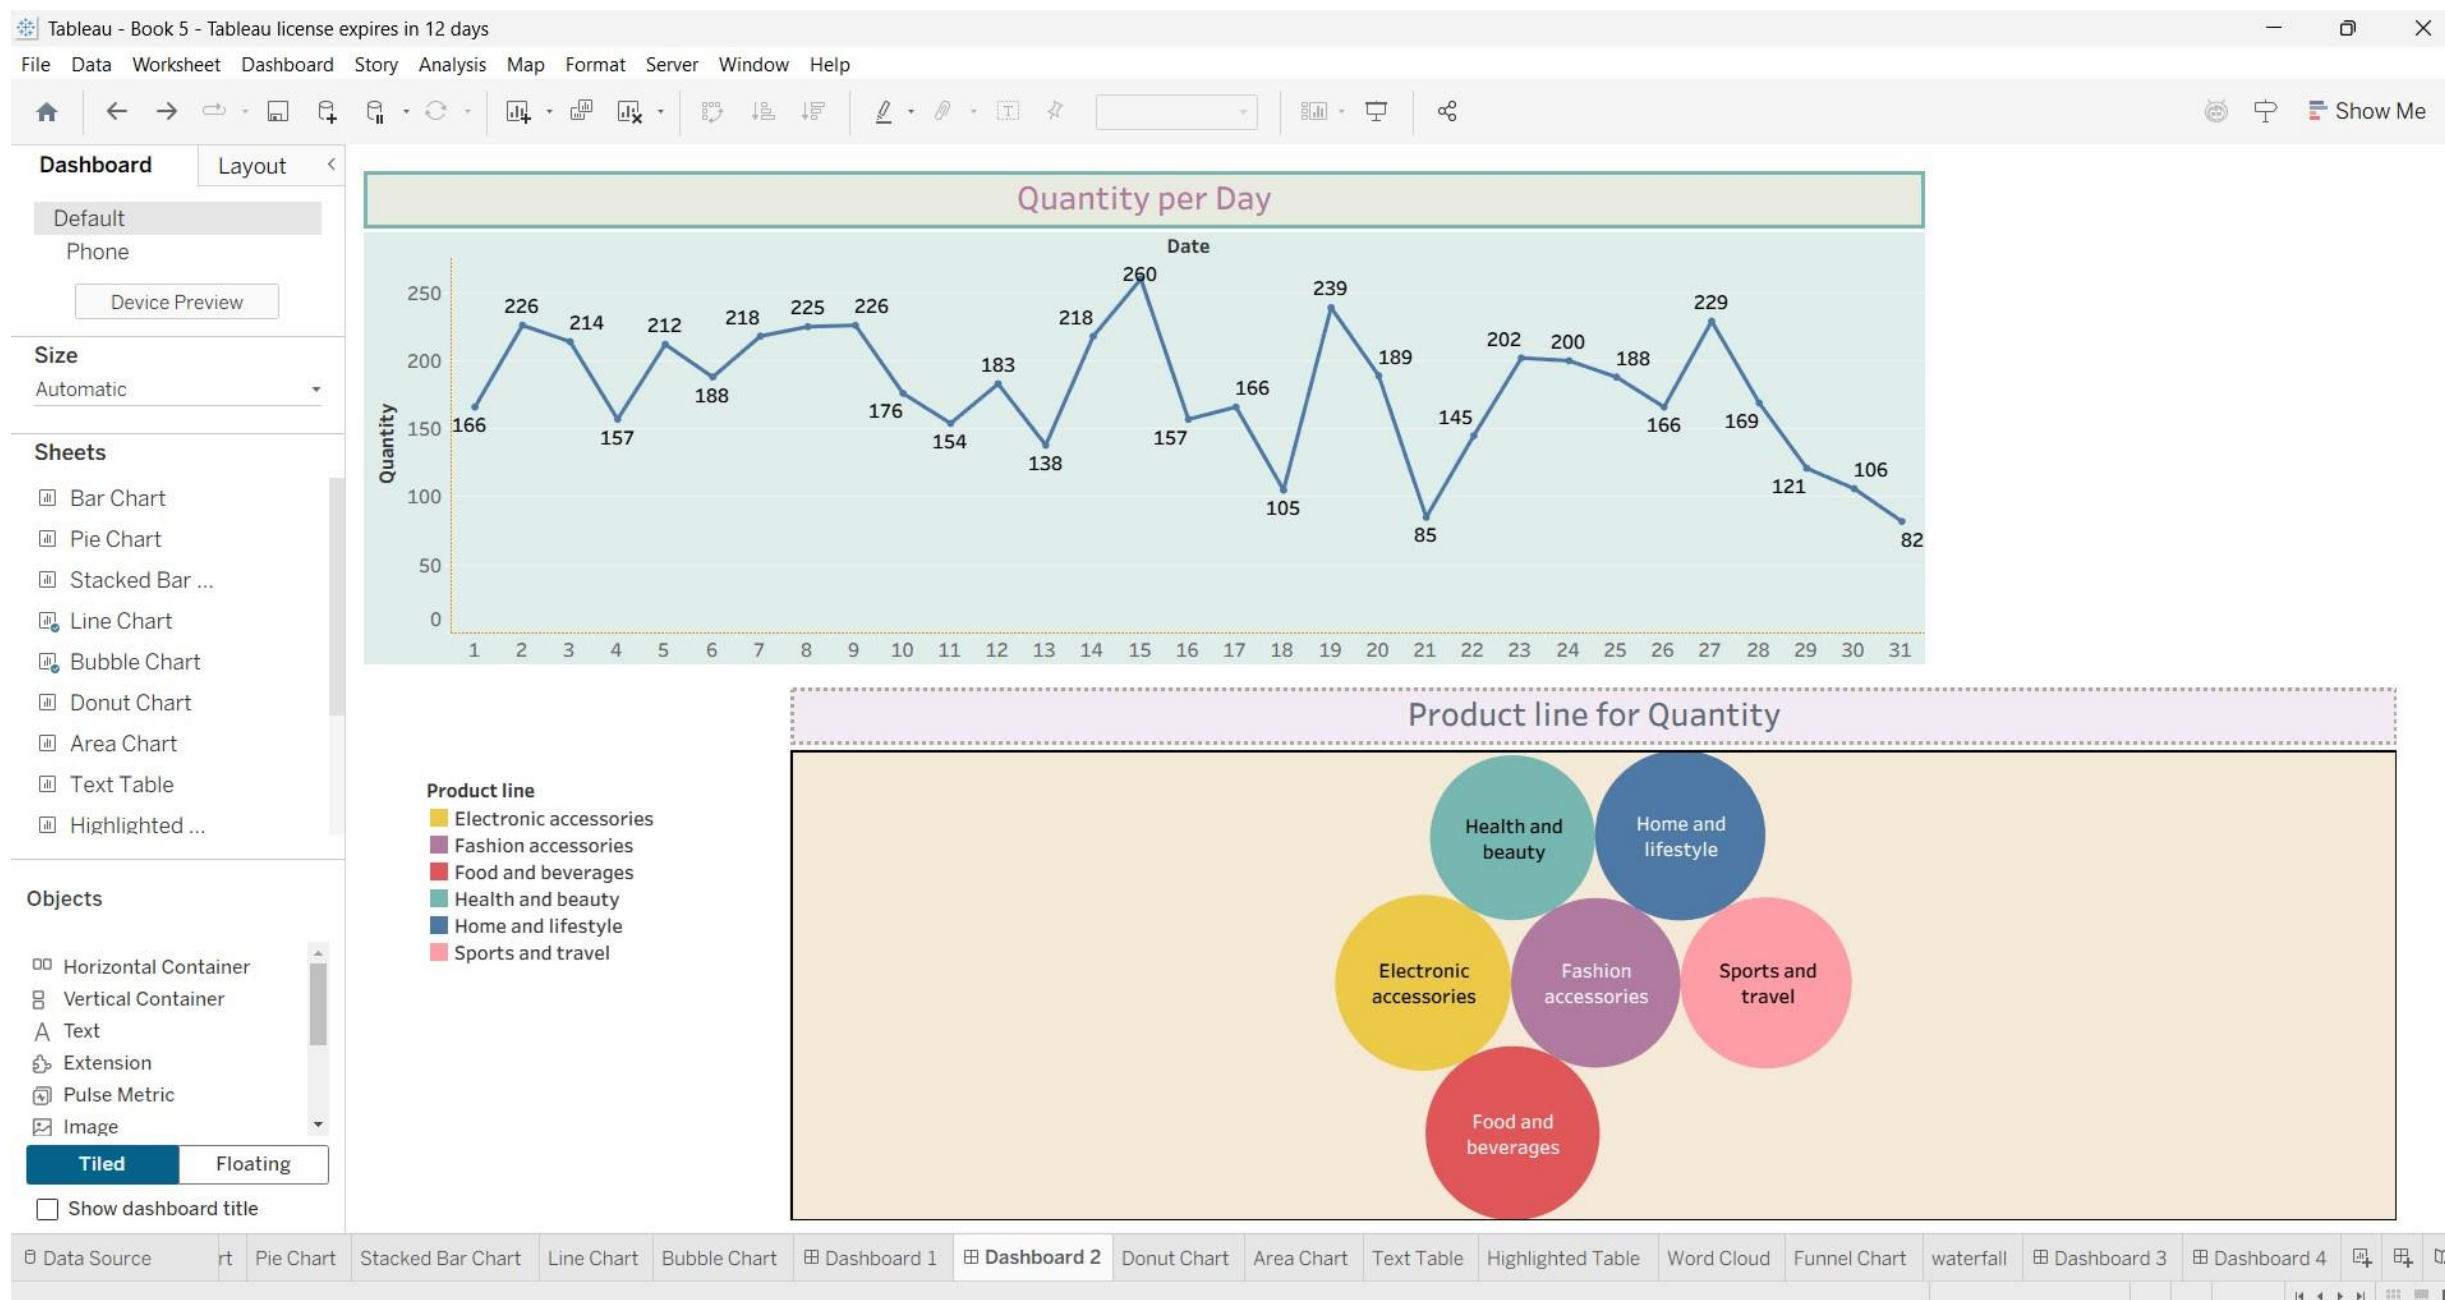 Tableau - Book 5 - Tableau license expires in 12 days
File Data Worksheet Dashboard Story Analysis Map Format Server Window Help
Show Me
Dashboard Layout
Default
Phone
Device Preview
Size
Automatic
Sheets
Bar Chart
Pie Chart
Stacked Bar ...
Line Chart
Bubble Chart
Donut Chart
Area Chart
Text Table
Highlighted ...
Objects
Horizontal Container
Vertical Container
Text
Extension
Pulse Metric
Image
Tiled Floating
Show dashboard title
Quantity per Day
Date
Quantity
250
200
150
100
50
0
166 226 214 157 212 188 218 225 226 176 154 183 138 218 260 157 166 105 239 189 85 145 202 200 188 166 229 169 121 106 82
1 2 3 4 5 6 7 8 9 10 11 12 13 14 15 16 17 18 19 20 21 22 23 24 25 26 27 28 29 30 31
Product line for Quantity
Product line
Electronic accessories
Fashion accessories
Food and beverages
Health and beauty
Home and lifestyle
Sports and travel
Health and
beauty
Home and
lifestyle
Electronic
accessories
Fashion
accessories
Sports and
travel
Food and
beverages
Data Source rt Pie Chart Stacked Bar Chart Line Chart Bubble Chart Dashboard 1 Dashboard 2 Donut Chart Area Chart Text Table Highlighted Table Word Cloud Funnel Chart waterfall Dashboard 3 Dashboard 4